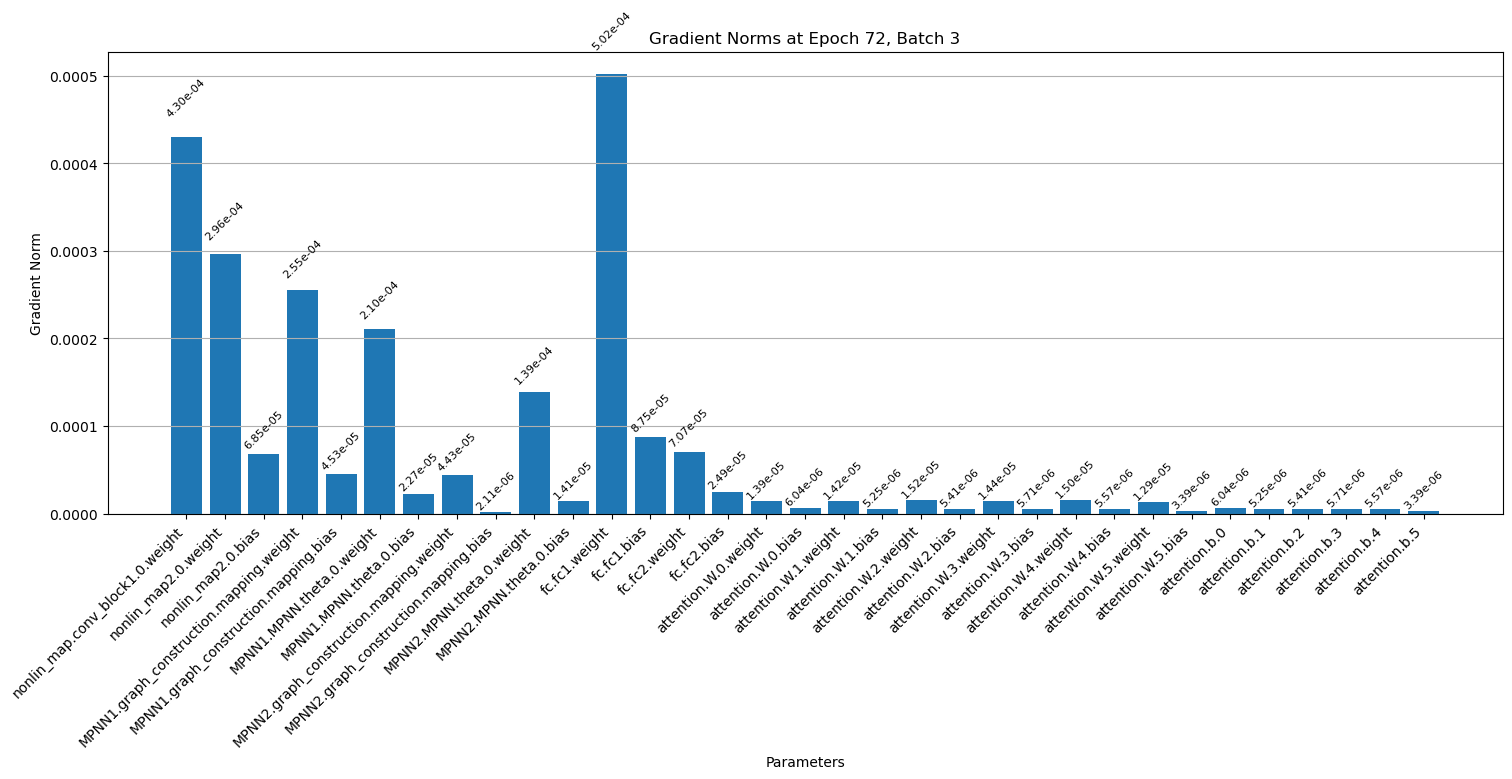 Gradient Norms at Epoch 72, Batch 3
Gradient Norm
0.0005
0.0004
0.0003
0.0002
0.0001
0.0000
4.30e-04
2.96e-04
6.85e-05
2.55e-04
4.53e-05
2.10e-04
2.27e-05
4.43e-05
2.11e-06
1.39e-04
1.41e-05
5.02e-04
8.75e-05
7.07e-05
2.49e-05
1.39e-05
6.04e-06
1.42e-05
5.25e-06
1.52e-05
5.41e-06
1.44e-05
5.71e-06
1.50e-05
5.57e-06
1.29e-05
3.39e-06
6.04e-06
5.25e-06
5.41e-06
5.71e-06
5.57e-06
3.39e-06
nonlin_map.conv_block1.0.weight
nonlin_map2.0.weight
nonlin_map2.0.bias
MPNN1.graph_construction.mapping.weight
MPNN1.graph_construction.mapping.bias
MPNN1.MPNN.theta.0.weight
MPNN1.MPNN.theta.0.bias
MPNN2.graph_construction.mapping.weight
MPNN2.graph_construction.mapping.bias
MPNN2.MPNN.theta.0.weight
MPNN2.MPNN.theta.0.bias
fc.fc1.weight
fc.fc1.bias
fc.fc2.weight
fc.fc2.bias
attention.W.0.weight
attention.W.0.bias
attention.W.1.weight
attention.W.1.bias
attention.W.2.weight
attention.W.2.bias
attention.W.3.weight
attention.W.3.bias
attention.W.4.weight
attention.W.4.bias
attention.W.5.weight
attention.W.5.bias
attention.b.0
attention.b.1
attention.b.2
attention.b.3
attention.b.4
attention.b.5
Parameters